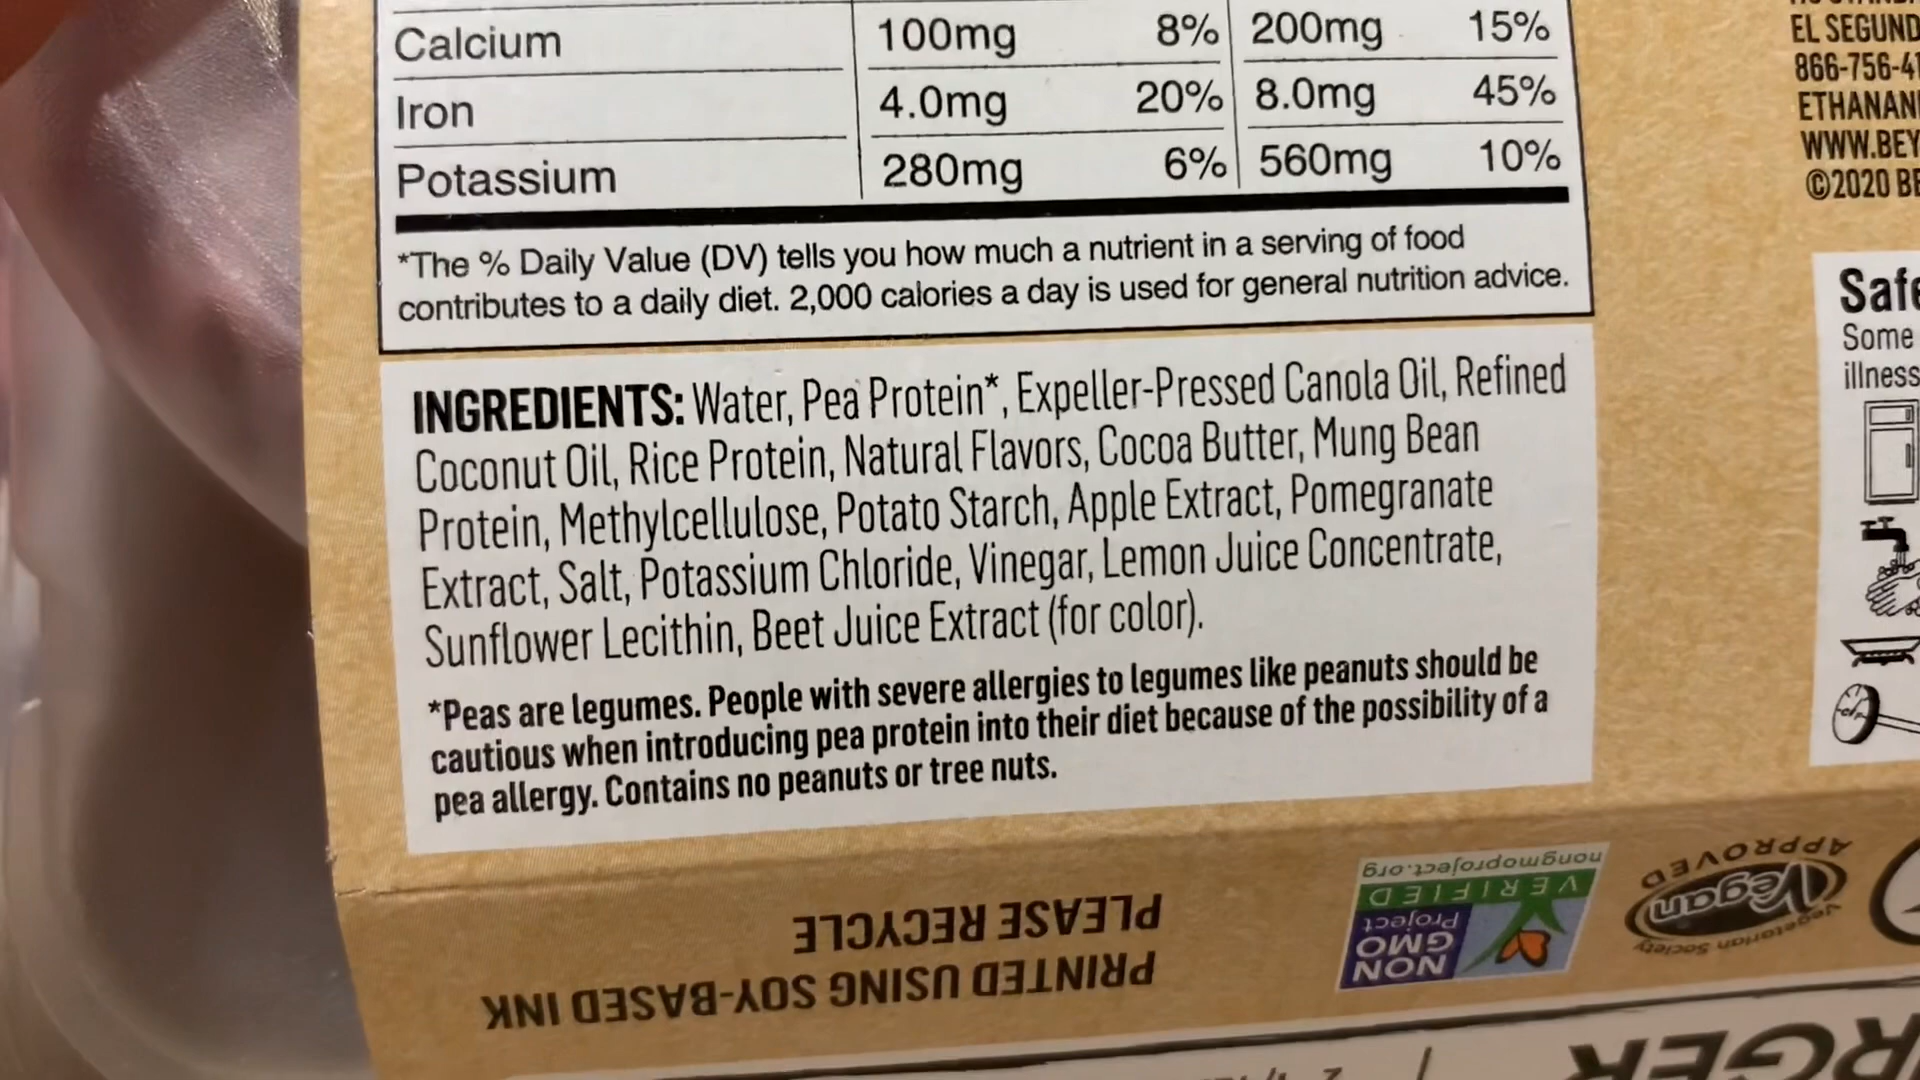 Calcium 100mg 8% 200mg 15%
Iron 4.0mg 20% 8.0mg 45%
Potassium 280mg 6% 560mg 10%
*The % Daily Value (DV) tells you how much a nutrient in a serving of food
contributes to a daily diet. 2,000 calories a day is used for general nutrition advice.
INGREDIENTS: Water, Pea Protein*, Expeller-Pressed Canola Oil, Refined
Coconut Oil, Rice Protein, Natural Flavors, Cocoa Butter, Mung Bean
Protein, Methylcellulose, Potato Starch, Apple Extract, Pomegranate
Extract, Salt, Potassium Chloride, Vinegar, Lemon Juice Concentrate,
Sunflower Lecithin, Beet Juice Extract (for color).
*Peas are legumes. People with severe allergies to legumes like peanuts should be
cautious when introducing pea protein into their diet because of the possibility of a
pea allergy. Contains no peanuts or tree nuts.
EL SEGUND
866-756-41
ETHANAN
WWW.BEY
©2020 BE
Safe
Some
illness
PRINTED USING SOY-BASED INK
PLEASE RECYCLE
NON
GMO
Project
VERIFIED
nongmoproject.org
Vegetarian Society
Vegan
APPROVED
RGER